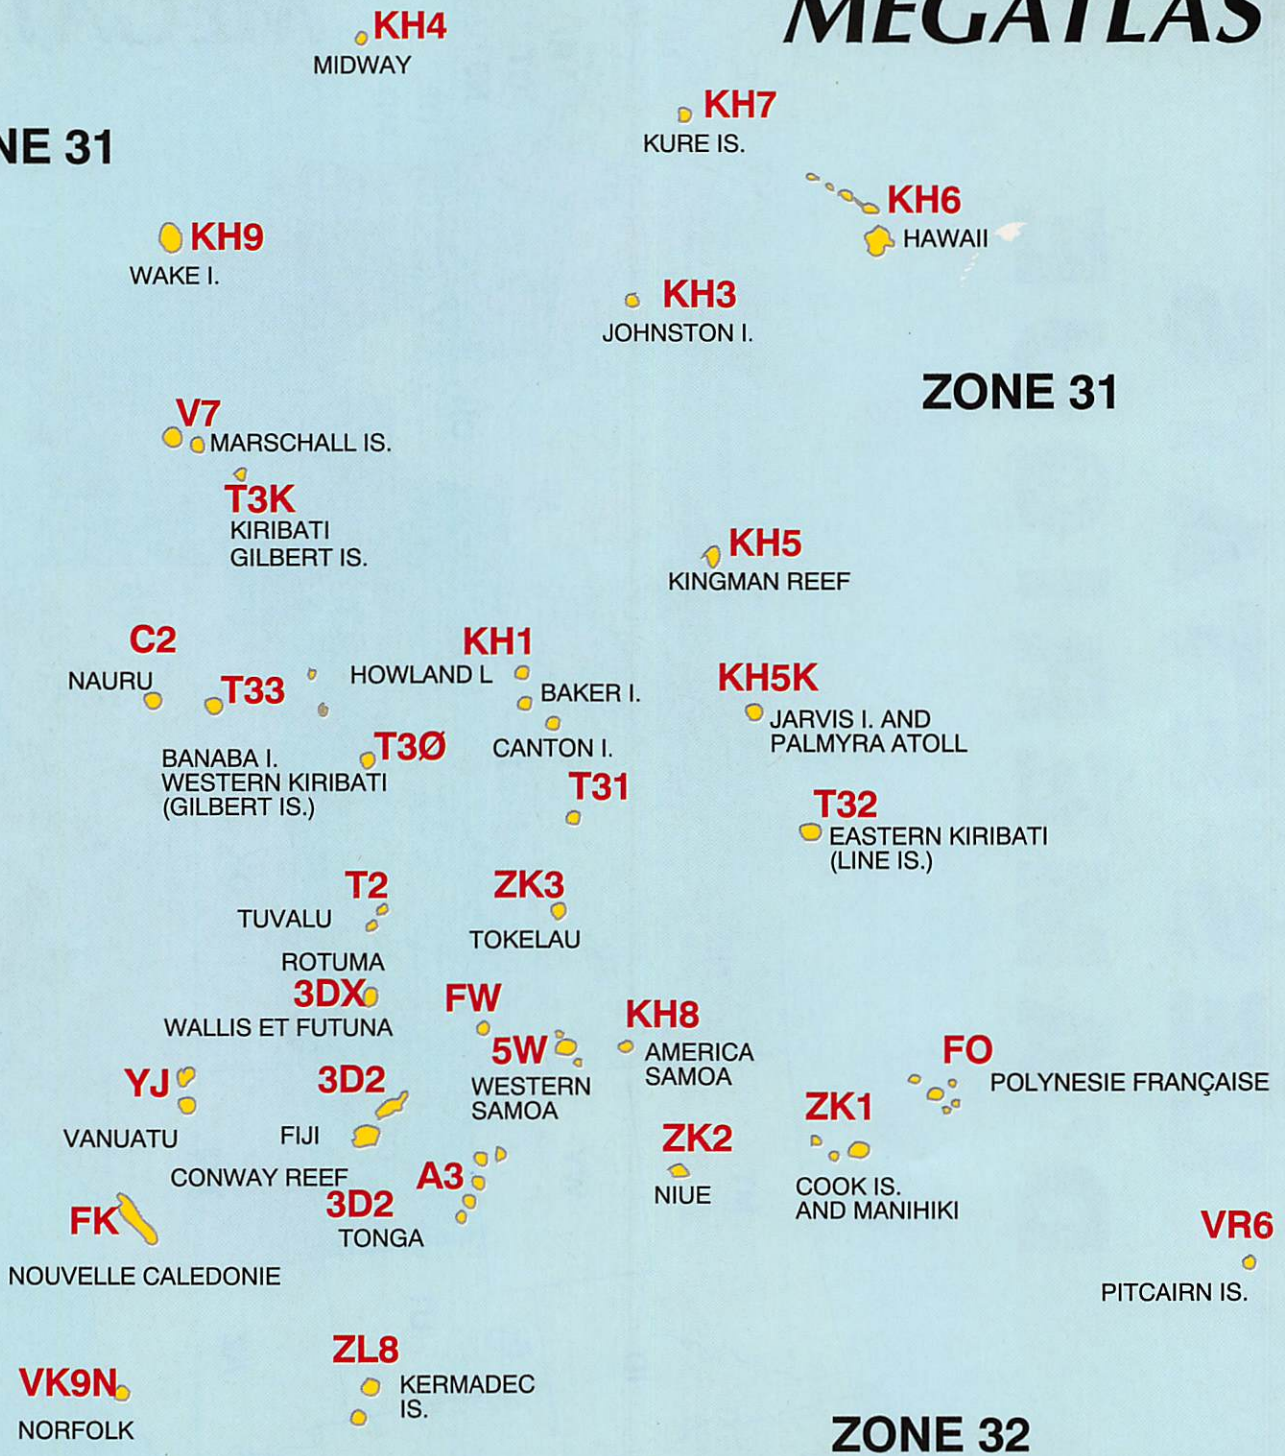 MEGATLAS
KH4
MIDWAY
KH7
KURE IS.
NE 31
KH6
HAWAII
KH9
WAKE I.
KH3
JOHNSTON I.
ZONE 31
V7
MARSCHALL IS.
T3K
KIRIBATI
GILBERT IS.
KH5
KINGMAN REEF
C2
NAURU
T33
BANABA I.
WESTERN KIRIBATI
(GILBERT IS.)
T3Ø
KH1
HOWLAND L
BAKER I.
CANTON I.
KH5K
JARVIS I. AND
PALMYRA ATOLL
T31
T32
EASTERN KIRIBATI
(LINE IS.)
T2
TUVALU
ZK3
TOKELAU
ROTUMA
3DX
WALLIS ET FUTUNA
FW
5W
WESTERN
SAMOA
KH8
AMERICA
SAMOA
FO
POLYNESIE FRANÇAISE
YJ
VANUATU
3D2
FIJI
ZK1
COOK IS.
AND MANIHIKI
ZK2
NIUE
CONWAY REEF
3D2
A3
TONGA
FK
NOUVELLE CALEDONIE
VR6
PITCAIRN IS.
ZL8
KERMADEC
IS.
VK9N
NORFOLK
ZONE 32